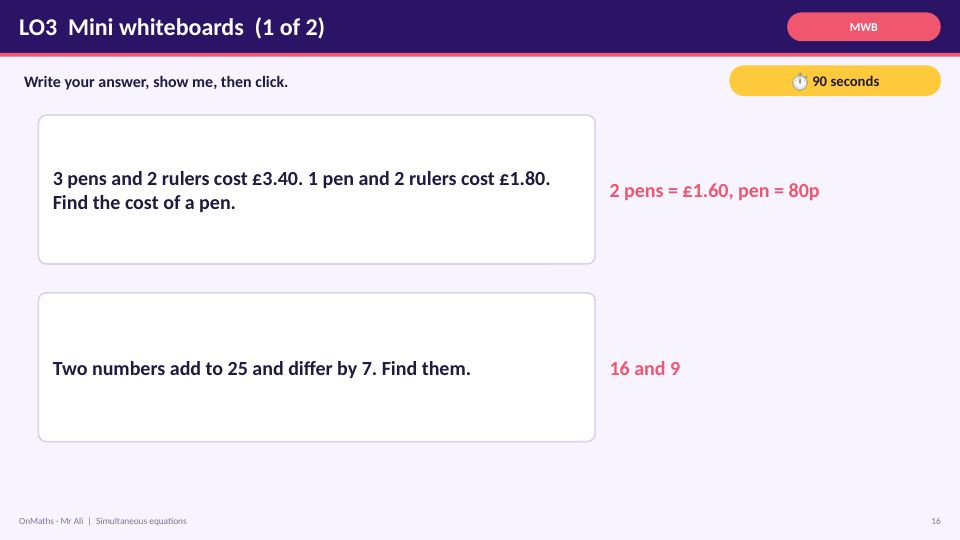 LO3  Mini whiteboards  (1 of 2)
MWB
Write your answer, show me, then click.
⏱ 90 seconds
3 pens and 2 rulers cost £3.40. 1 pen and 2 rulers cost £1.80.
Find the cost of a pen.
2 pens = £1.60, pen = 80p
Two numbers add to 25 and differ by 7. Find them.
16 and 9
OnMaths - Mr Ali | Simultaneous equations
16